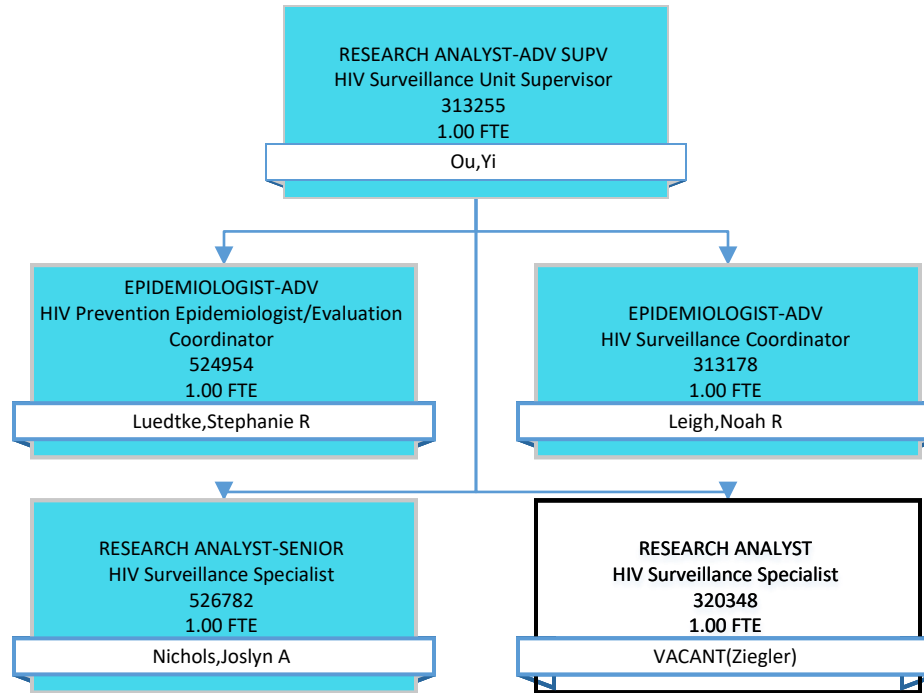 RESEARCH ANALYST-ADV SUPV
HIV Surveillance Unit Supervisor
313255
1.00 FTE
Ou,Yi
EPIDEMIOLOGIST-ADV
HIV Prevention Epidemiologist/Evaluation
Coordinator
524954
1.00 FTE
Luedtke,Stephanie R
EPIDEMIOLOGIST-ADV
HIV Surveillance Coordinator
313178
1.00 FTE
Leigh,Noah R
RESEARCH ANALYST-SENIOR
HIV Surveillance Specialist
526782
1.00 FTE
Nichols,Joslyn A
RESEARCH ANALYST
HIV Surveillance Specialist
320348
1.00 FTE
VACANT(Ziegler)